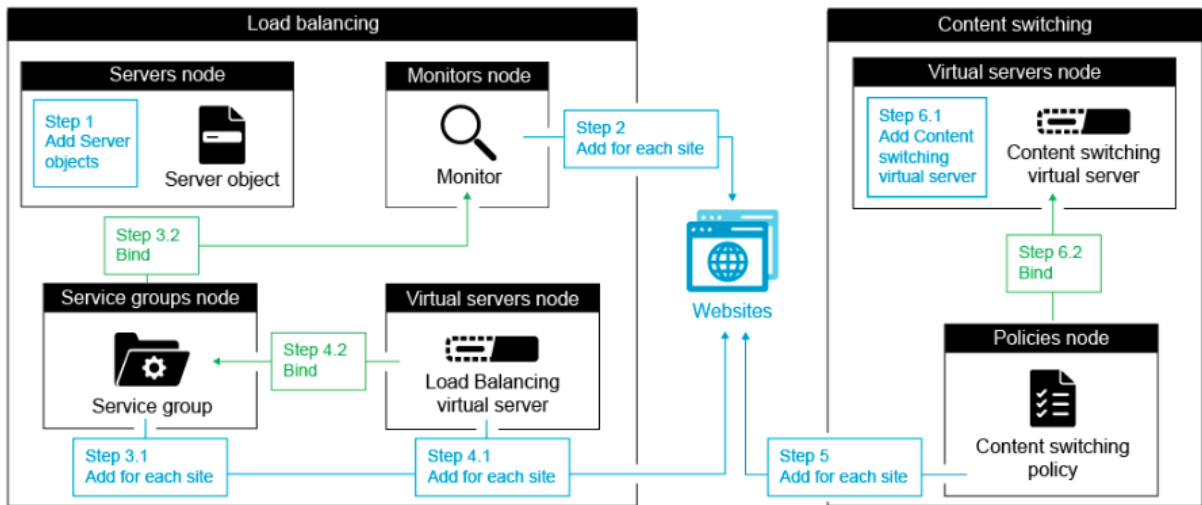 Load balancing
Servers node
Step 1
Add Server
objects
Server object
Monitors node
Monitor
Step 2
Add for each site
Step 3.2
Bind
Service groups node
Service group
Step 4.2
Bind
Virtual servers node
Load Balancing
virtual server
Step 3.1
Add for each site
Step 4.1
Add for each site
Websites
Content switching
Virtual servers node
Step 6.1
Add Content
switching
virtual server
Content switching
virtual server
Step 6.2
Bind
Policies node
Content switching
policy
Step 5
Add for each site